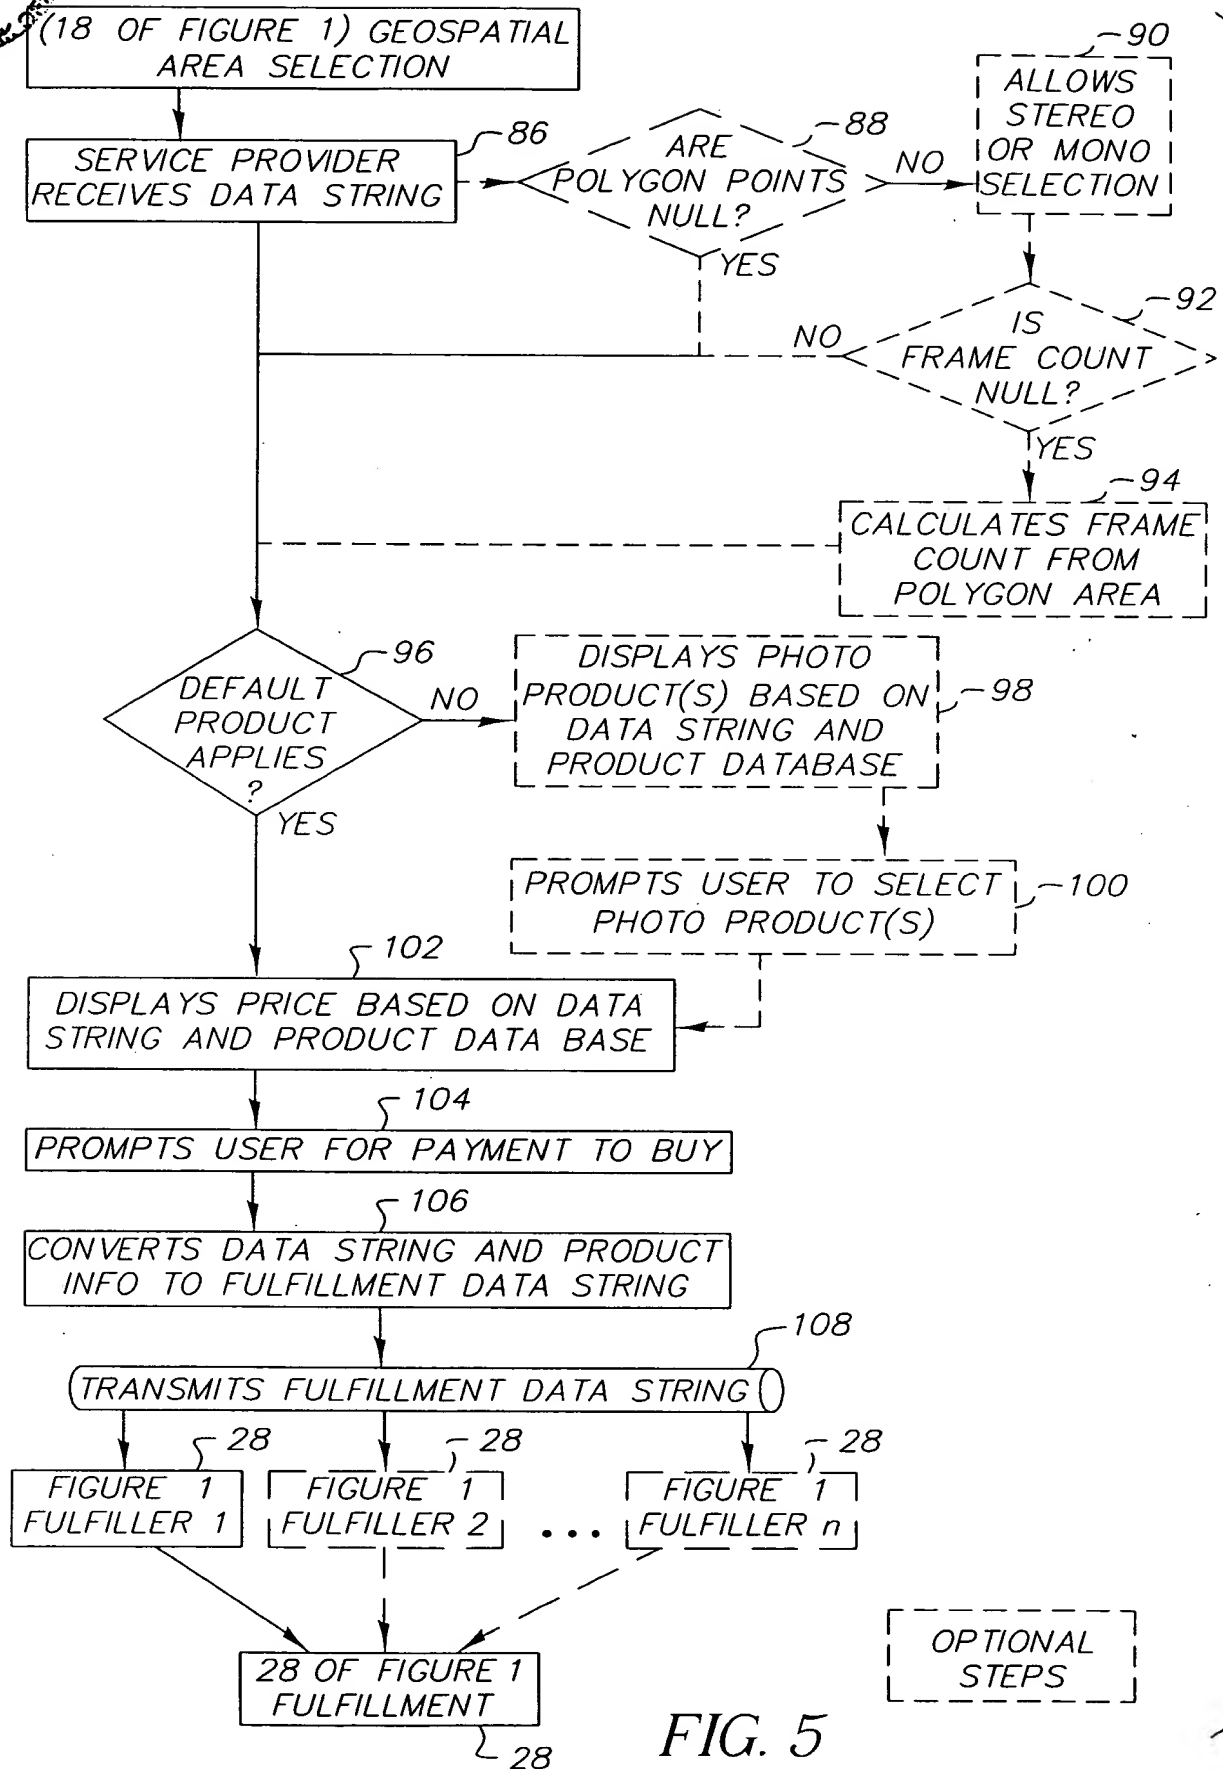 (18 OF FIGURE 1) GEOSPATIAL
AREA SELECTION
90
ALLOWS
STEREO
OR MONO
SELECTION
86
SERVICE PROVIDER
RECEIVES DATA STRING
88
ARE
POLYGON POINTS
NULL?
NO
YES
92
IS
FRAME COUNT
NULL?
NO
YES
94
CALCULATES FRAME
COUNT FROM
POLYGON AREA
96
DEFAULT
PRODUCT
APPLIES
?
NO
YES
DISPLAYS PHOTO
PRODUCT(S) BASED ON
DATA STRING AND
PRODUCT DATABASE
98
PROMPTS USER TO SELECT
PHOTO PRODUCT(S)
100
102
DISPLAYS PRICE BASED ON DATA
STRING AND PRODUCT DATA BASE
104
PROMPTS USER FOR PAYMENT TO BUY
106
CONVERTS DATA STRING AND PRODUCT
INFO TO FULFILLMENT DATA STRING
108
TRANSMITS FULFILLMENT DATA STRING
28
FIGURE 1
FULFILLER 1
28
FIGURE 1
FULFILLER 2
...
28
FIGURE 1
FULFILLER n
28 OF FIGURE 1
FULFILLMENT
28
OPTIONAL
STEPS
FIG. 5